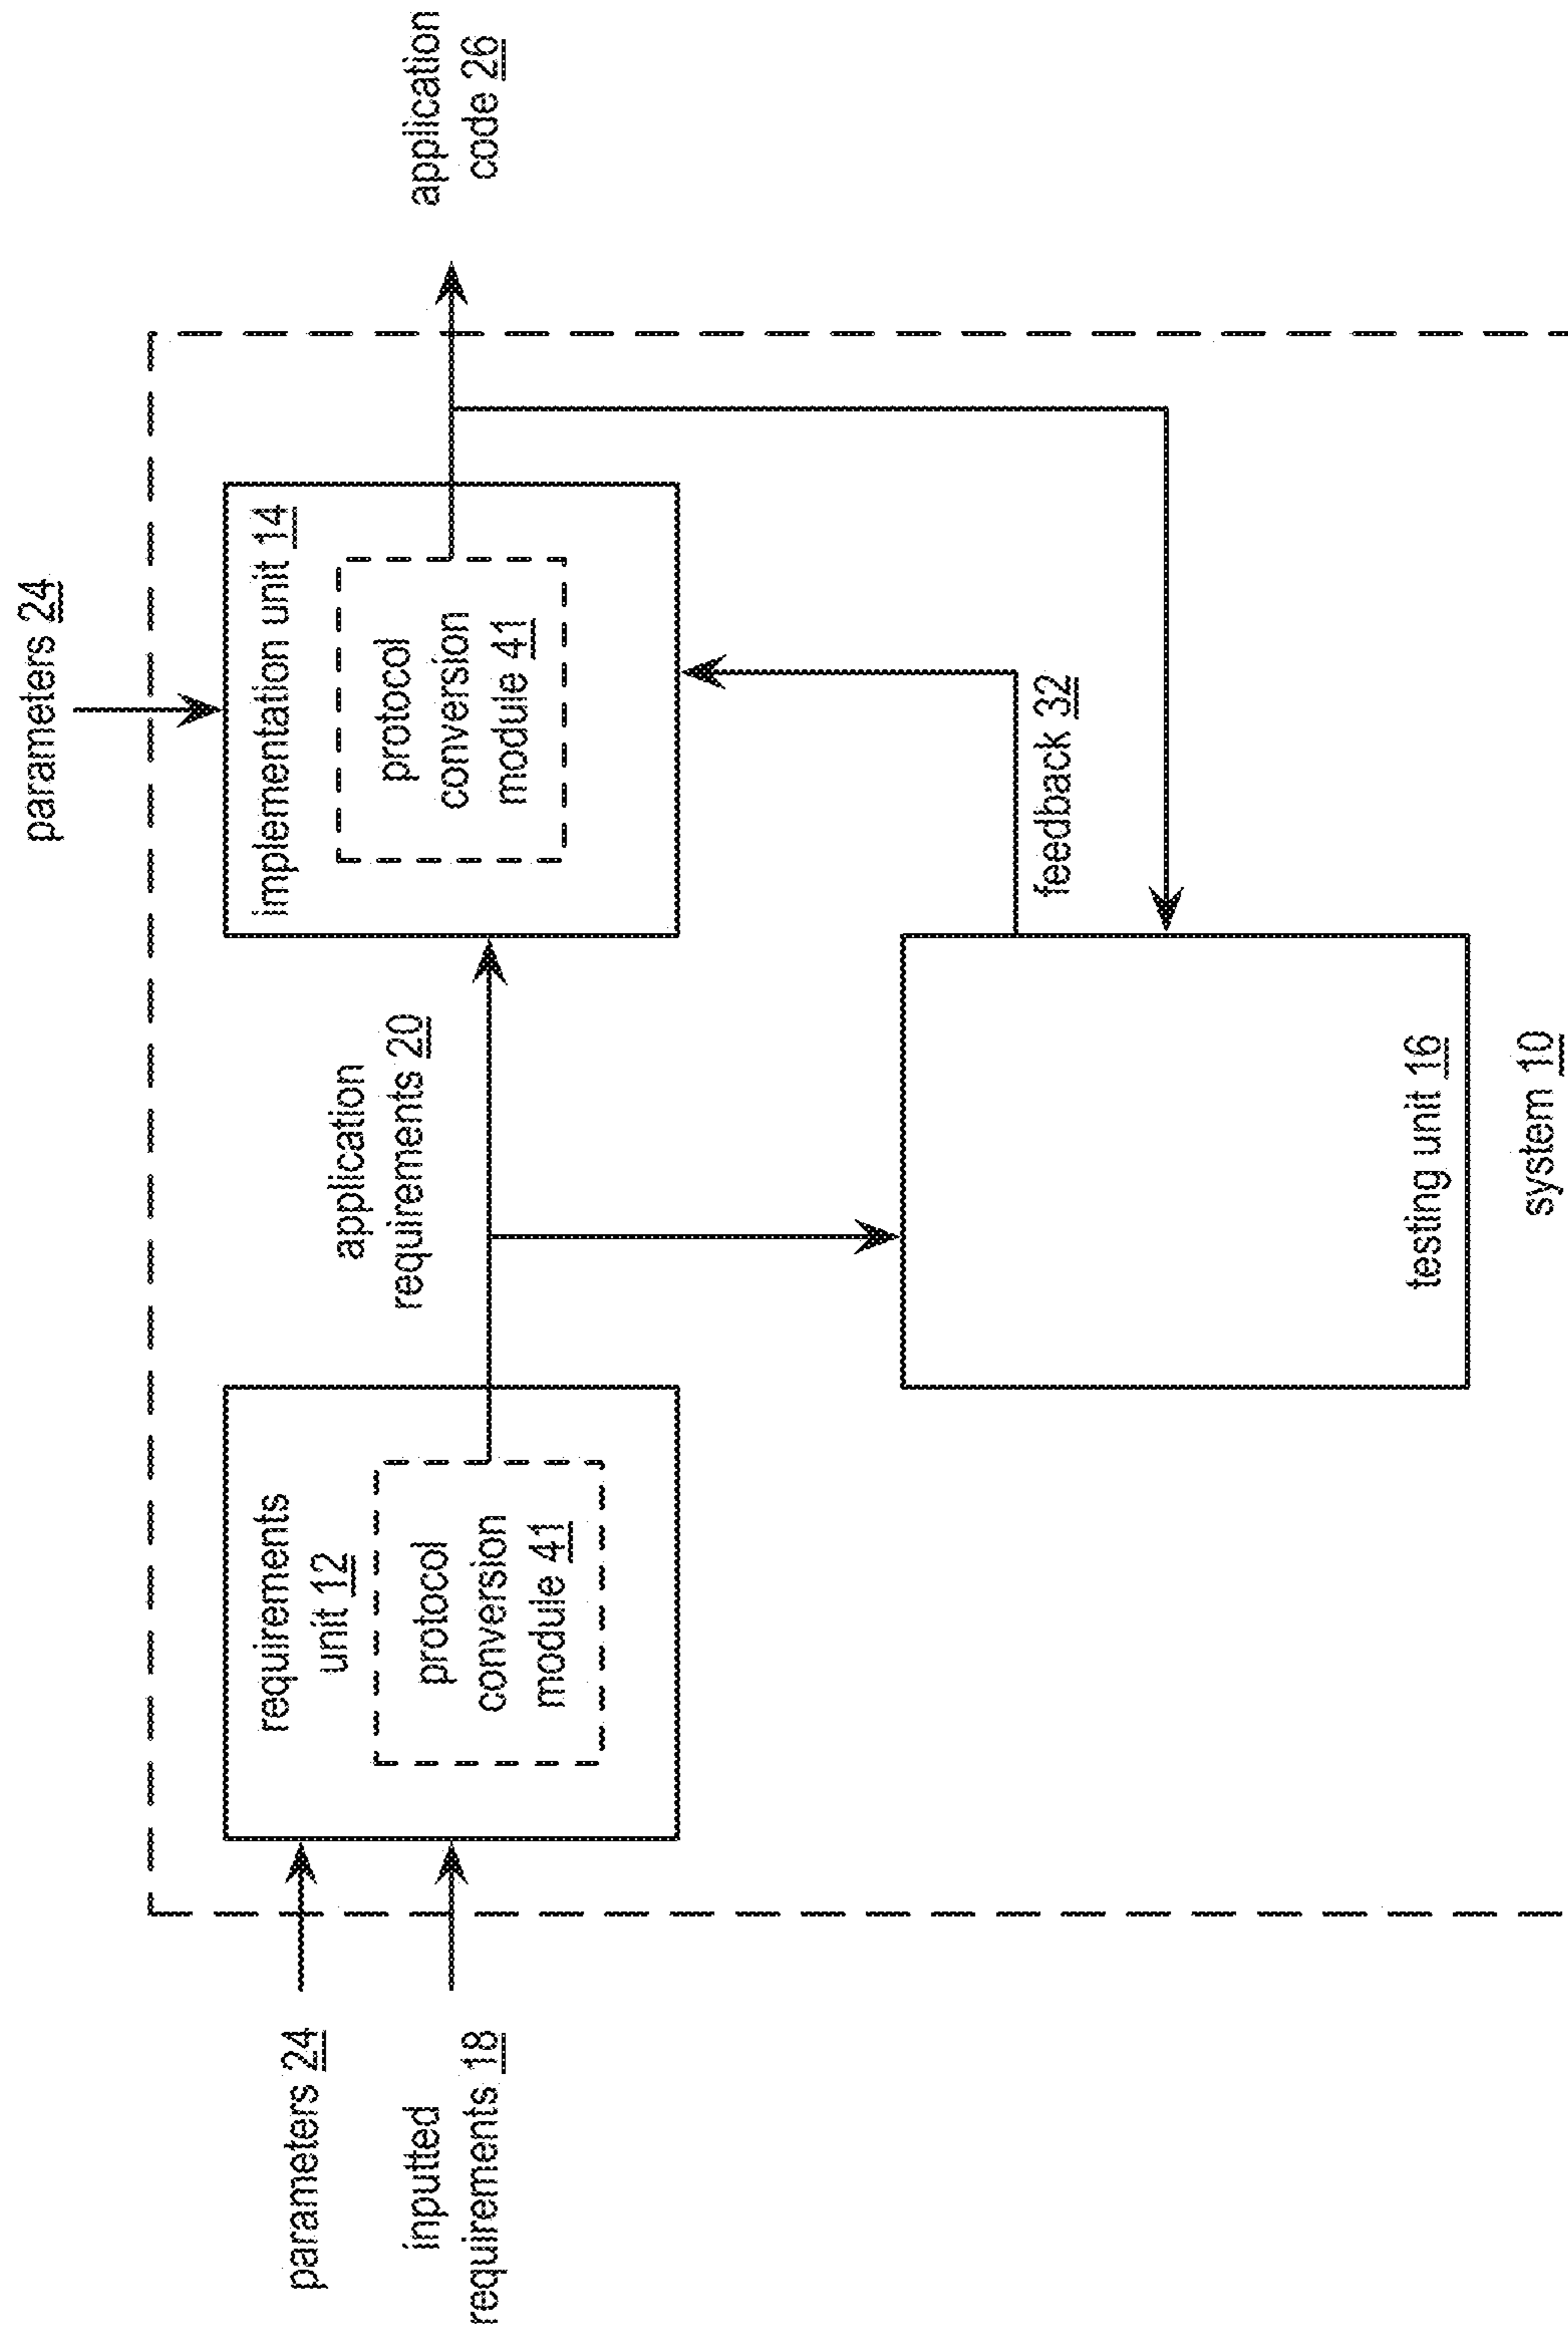 parameters 24
parameters 24
inputted
requirements 18
requirements
unit 12
protocol
conversion
module 41
application
requirements 20
implementation unit 14
protocol
conversion
module 41
application
code 26
feedback 32
testing unit 16
system 10